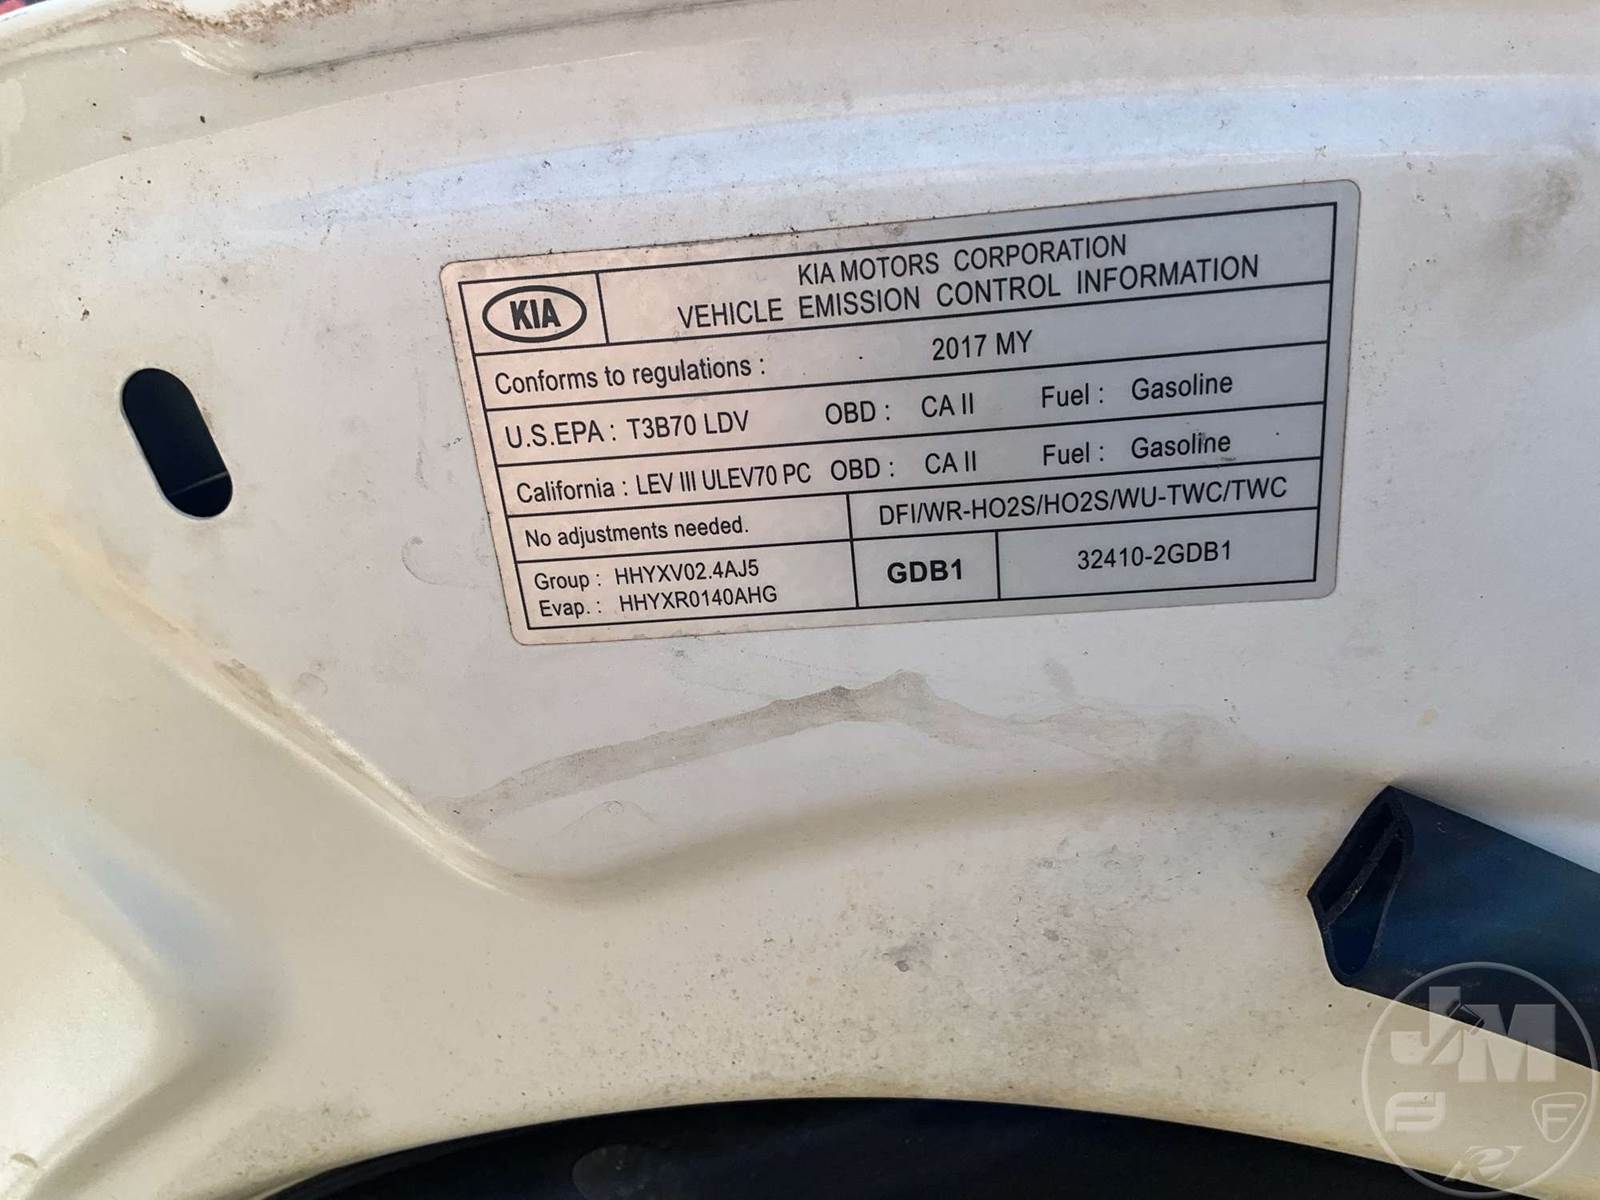 KIA
KIA MOTORS CORPORATION
VEHICLE EMISSION CONTROL INFORMATION
Conforms to regulations : 2017 MY
U.S.EPA : T3B70 LDV OBD : CA II Fuel : Gasoline
California : LEV III ULEV70 PC OBD : CA II Fuel : Gasoline
No adjustments needed. DFI/WR-HO2S/HO2S/WU-TWC/TWC
Group : HHYXV02.4AJ5
Evap. : HHYXR0140AHG
GDB1
32410-2GDB1
JM